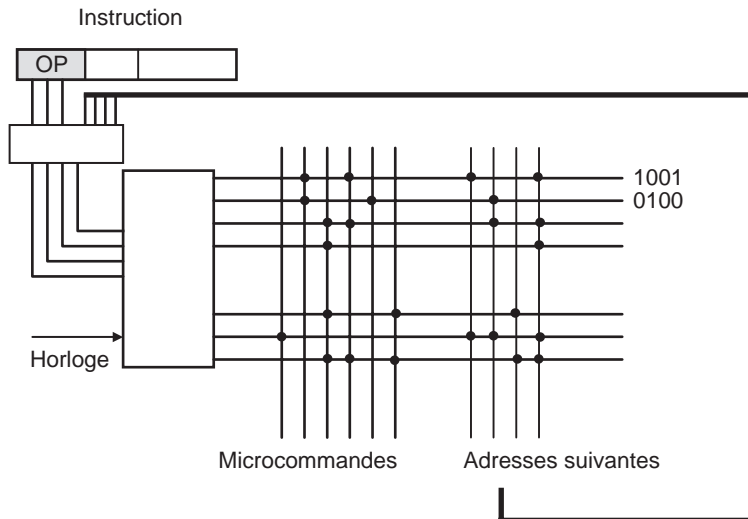 Instruction
OP
1001
0100
Horloge
Microcommandes
Adresses suivantes